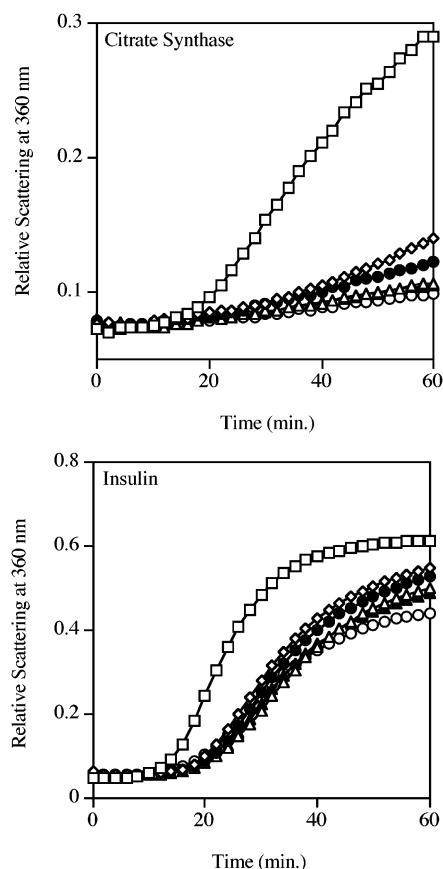 0.3
Citrate Synthase
0.2
Relative Scattering at 360 nm
0.1
0 20 40 60
Time (min.)
0.8
Insulin
0.6
Relative Scattering at 360 nm
0.4
0.2
0
0 20 40 60
Time (min.)